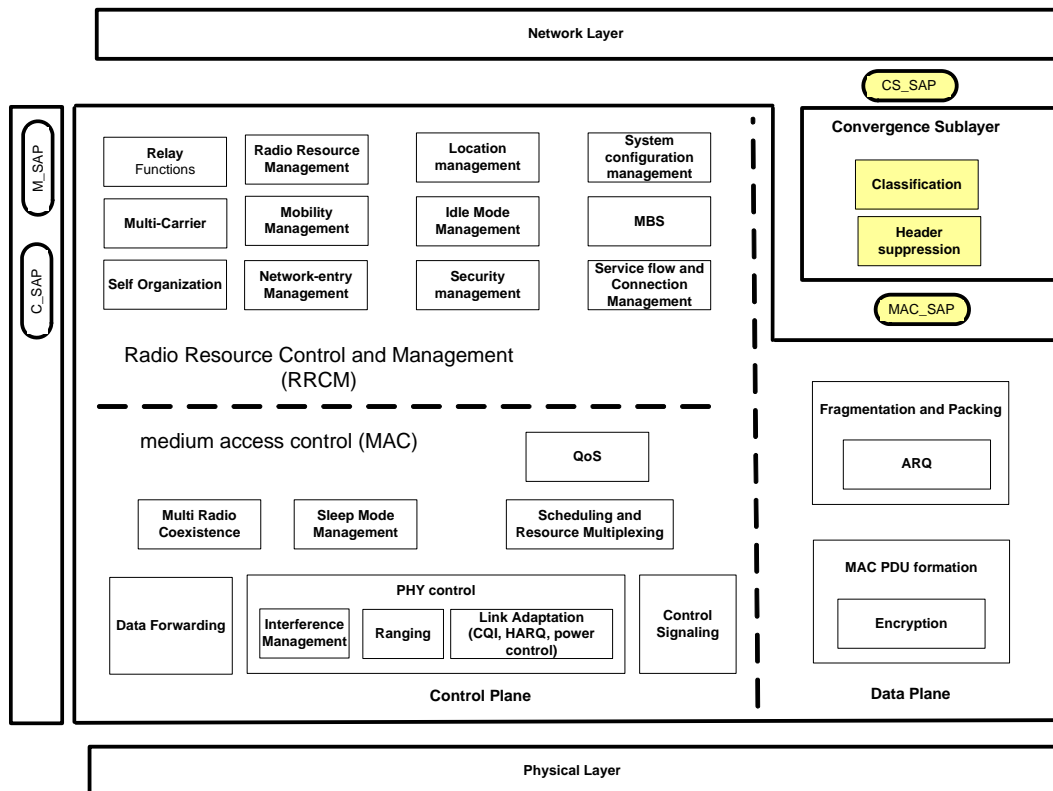 Network Layer
CS_SAP
M_SAP
C_SAP
Relay
Functions
Radio Resource
Management
Location
management
System
configuration
management
Multi-Carrier
Mobility
Management
Idle Mode
Management
MBS
Self Organization
Network-entry
Management
Security
management
Service flow and
Connection
Management
Radio Resource Control and Management
(RRCM)
Convergence Sublayer
Classification
Header
suppression
MAC_SAP
medium access control (MAC)
QoS
Multi Radio
Coexistence
Sleep Mode
Management
Scheduling and
Resource Multiplexing
Data Forwarding
PHY control
Interference
Management
Ranging
Link Adaptation
(CQI, HARQ, power
control)
Control
Signaling
Control Plane
Fragmentation and Packing
ARQ
MAC PDU formation
Encryption
Data Plane
Physical Layer